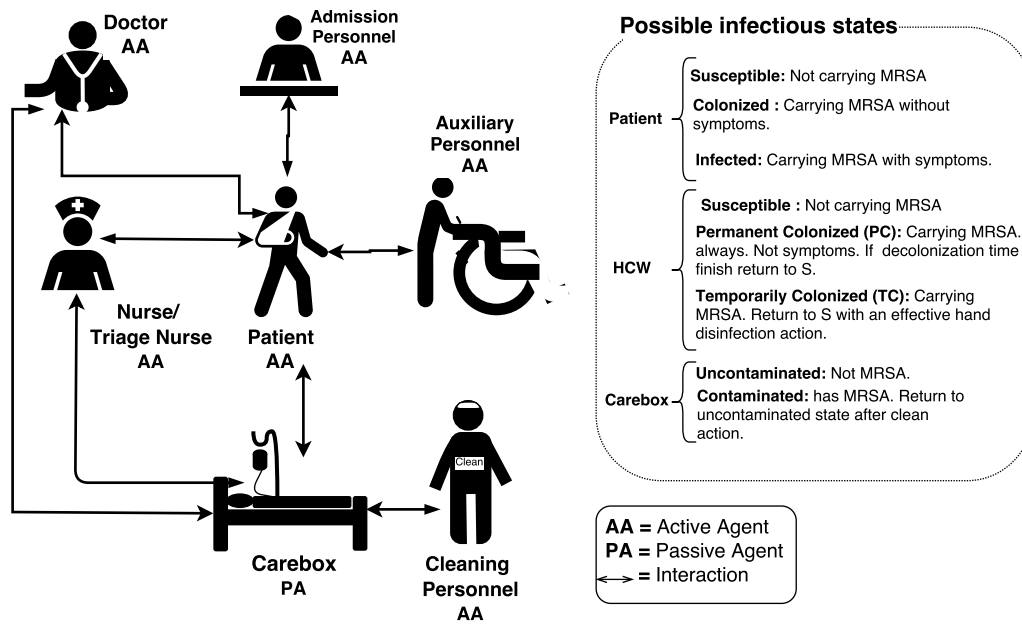 Doctor
AA
Admission
Personnel
AA
Auxiliary
Personnel
AA
Nurse/
Triage Nurse
AA
Patient
AA
Clean
Carebox
PA
Cleaning
Personnel
AA
Possible infectious states
Patient
Susceptible: Not carrying MRSA
Colonized : Carrying MRSA without
symptoms.
Infected: Carrying MRSA with symptoms.
HCW
Susceptible : Not carrying MRSA
Permanent Colonized (PC): Carrying MRSA.
always. Not symptoms. If decolonization time
finish return to S.
Temporarily Colonized (TC): Carrying
MRSA. Return to S with an effective hand
disinfection action.
Carebox
Uncontaminated: Not MRSA.
Contaminated: has MRSA. Return to
uncontaminated state after clean
action.
AA = Active Agent
PA = Passive Agent
= Interaction